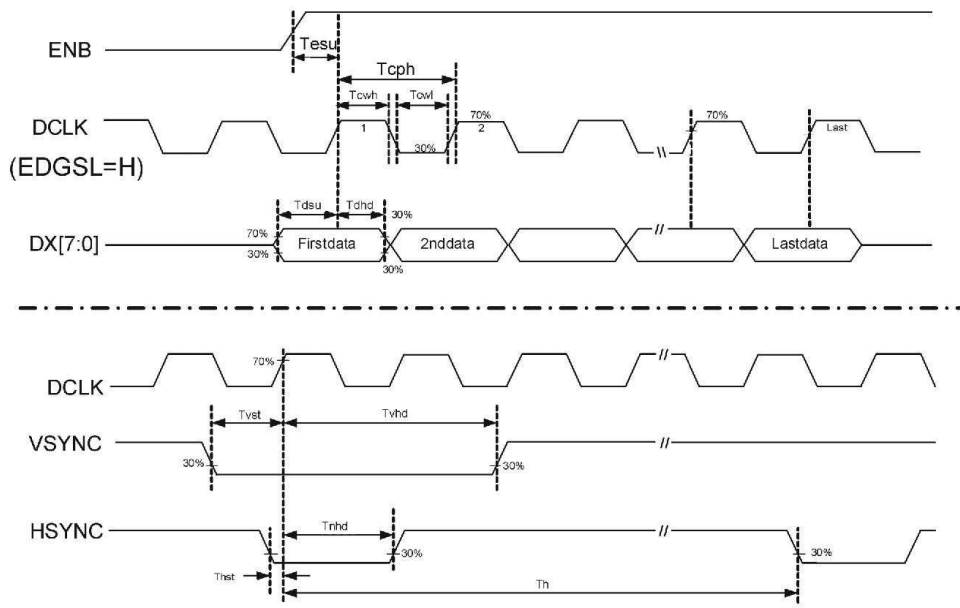 ENB
Tesu
Tcph
Tcwh
Tcwl
DCLK
1
70%
2
30%
70%
Last
(EDGSL=H)
Tdsu
Tdhd
30%
DX[7:0]
70%
30%
Firstdata
2nddata
//
Lastdata
30%
//
70%
DCLK
Tvst
Tvhd
VSYNC
30%
30%
//
HSYNC
Tnhd
//
30%
30%
Thst
Th